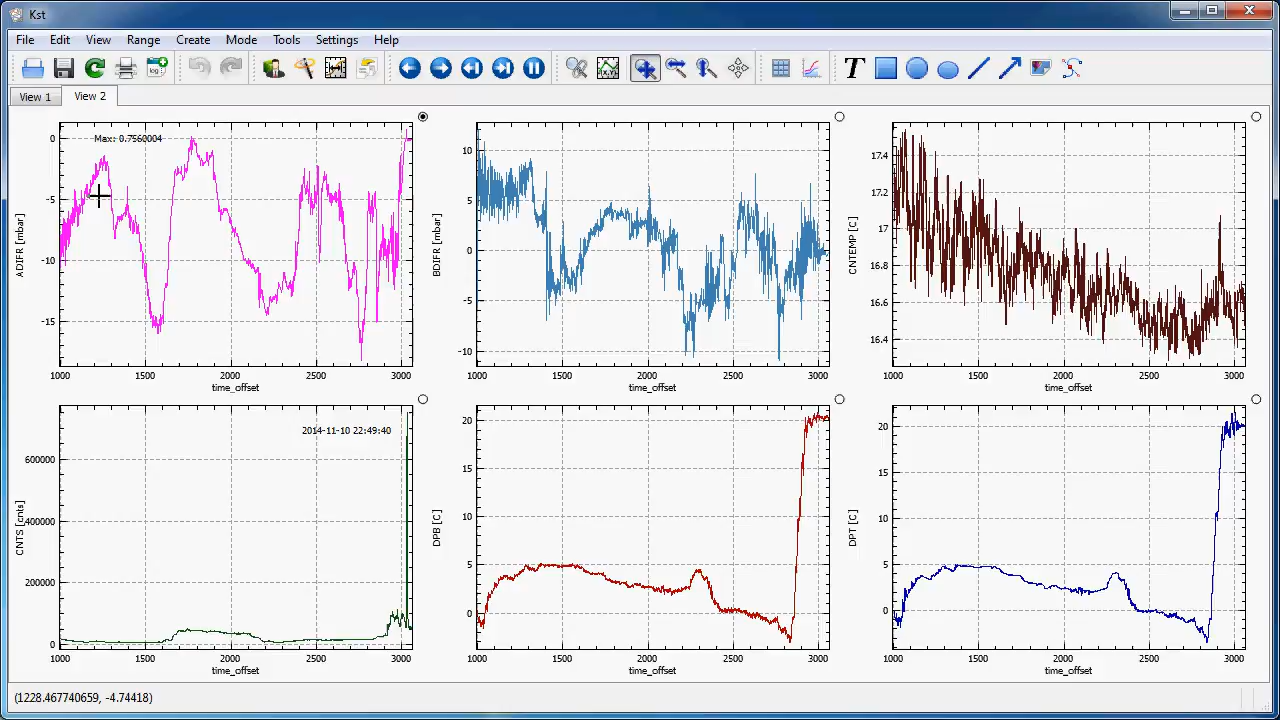 Kst
File Edit View Range Create Mode Tools Settings Help
log
X,Y
T
View 1 View 2
ADIFR [mbar]
0
-5
-10
-15
Max: 0.7560004
1000 1500 2000 2500 3000
time_offset
BDIFR [mbar]
10
5
0
-5
-10
1000 1500 2000 2500 3000
time_offset
CNTEMP [C]
17.4
17.2
17
16.8
16.6
16.4
1000 1500 2000 2500 3000
time_offset
CNTS [cnts]
600000
400000
200000
0
2014-11-10 22:49:40
1000 1500 2000 2500 3000
time_offset
DPB [C]
20
15
10
5
0
1000 1500 2000 2500 3000
time_offset
DPT [C]
20
15
10
5
0
1000 1500 2000 2500 3000
time_offset
(1228.467740659, -4.74418)